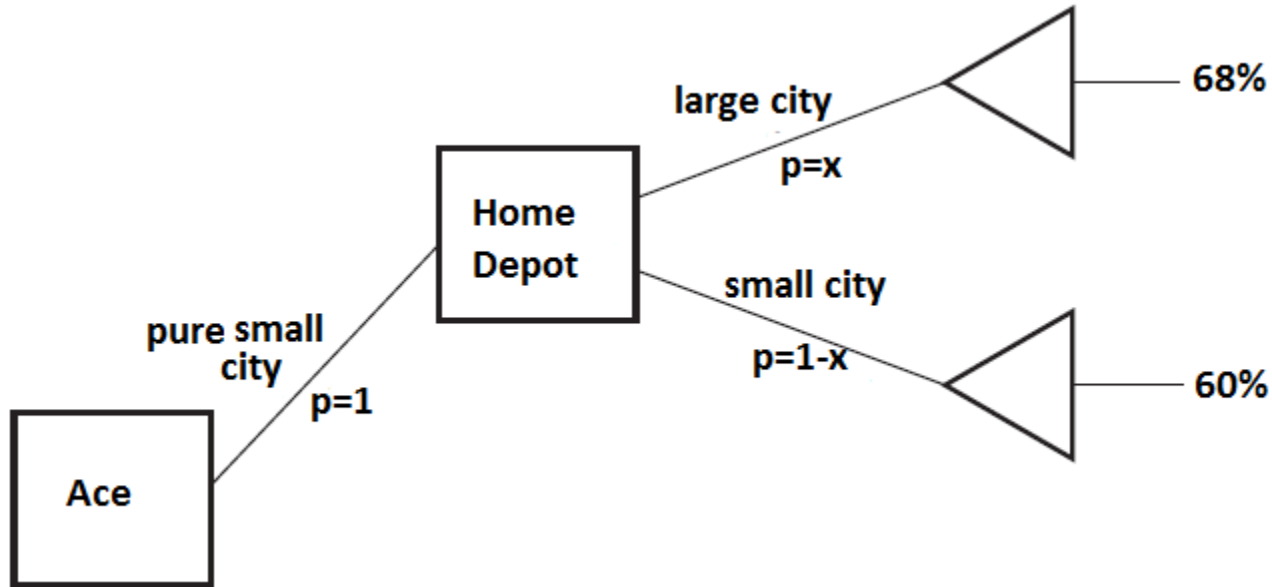 large city
p=x
68%
Home
Depot
small city
p=1-x
60%
pure small
city
p=1
Ace